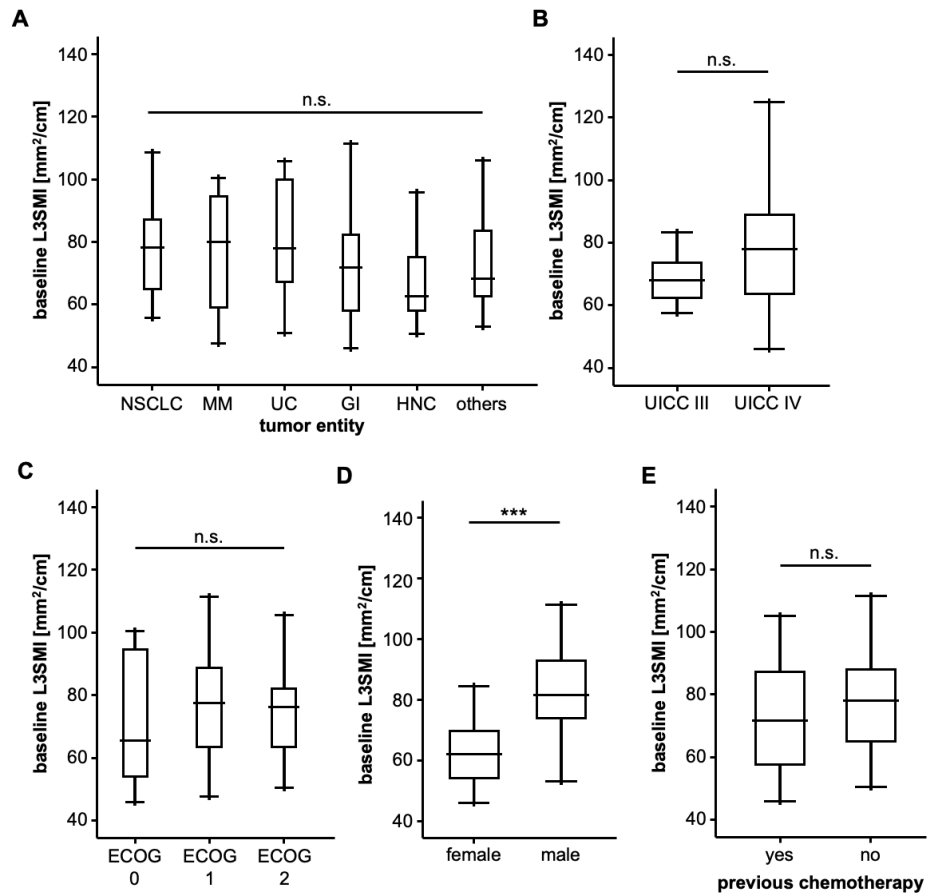 A
baseline L3SMI [mm²/cm]
140
120
100
80
60
40
n.s.
NSCLC MM UC GI HNC others
tumor entity
B
baseline L3SMI [mm²/cm]
140
120
100
80
60
40
n.s.
UICC III UICC IV
C
baseline L3SMI [mm²/cm]
140
120
100
80
60
40
n.s.
ECOG ECOG ECOG
0 1 2
D
baseline L3SMI [mm²/cm]
140
120
100
80
60
40
***
female male
E
baseline L3SMI [mm²/cm]
140
120
100
80
60
40
n.s.
yes no
previous chemotherapy